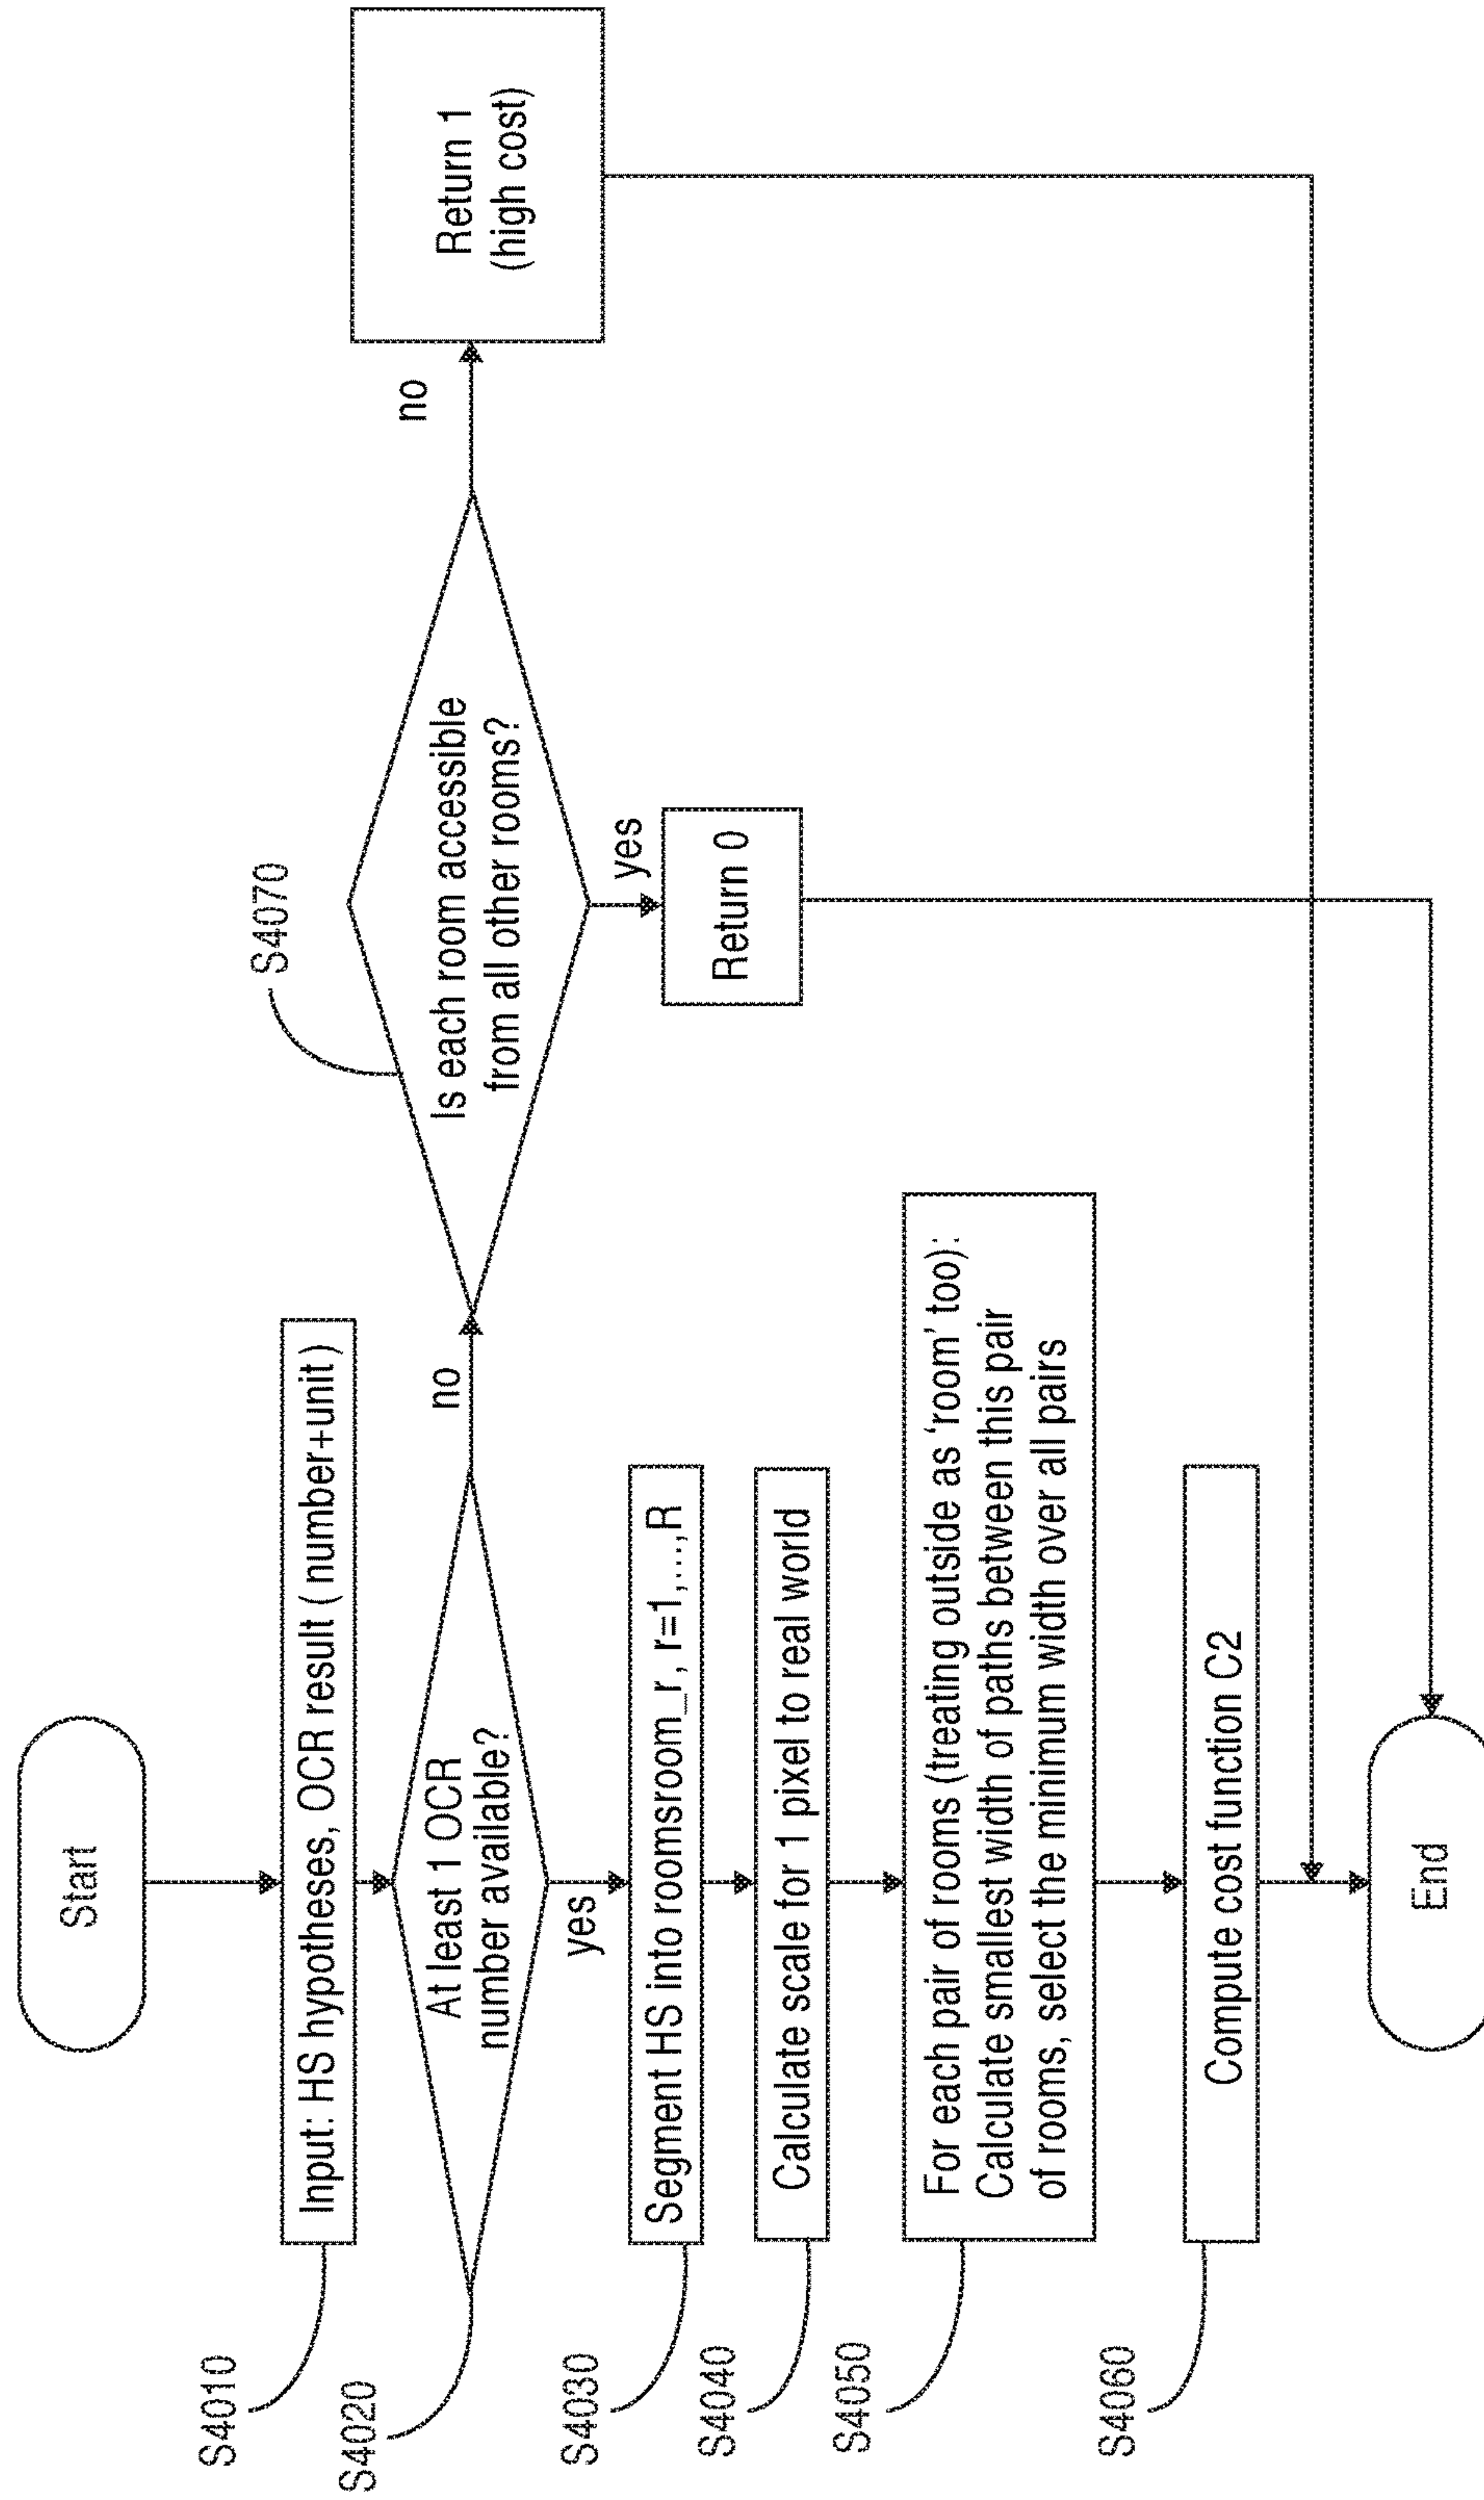 Start
S4010
Input: HS hypotheses, OCR result ( number+unit)
S4020
At least 1 OCR
number available?
no
yes
S4070
Is each room accessible
from all other rooms?
no
Return 1
(high cost)
yes
Return 0
S4030
Segment HS into roomsroom_r, r=1,...,R
S4040
Calculate scale for 1 pixel to real world
S4050
For each pair of rooms (treating outside as ‘room’ too):
Calculate smallest width of paths between this pair
of rooms, select the minimum width over all pairs
S4060
Compute cost function C2
End